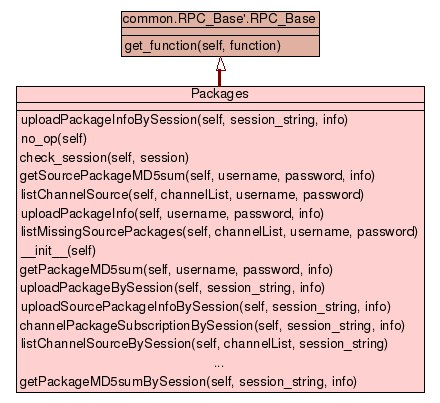 common.RPC_Base'.RPC_Base
get_function(self, function)
Packages
uploadPackageInfoBySession(self, session_string, info)
no_op(self)
check_session(self, session)
getSourcePackageMD5sum(self, username, password, info)
listChannelSource(self, channelList, username, password)
uploadPackageInfo(self, username, password, info)
listMissingSourcePackages(self, channelList, username, password)
__init__(self)
getPackageMD5sum(self, username, password, info)
uploadPackageBySession(self, session_string, info)
uploadSourcePackageInfoBySession(self, session_string, info)
channelPackageSubscriptionBySession(self, session_string, info)
listChannelSourceBySession(self, channelList, session_string)
...
getPackageMD5sumBySession(self, session_string, info)